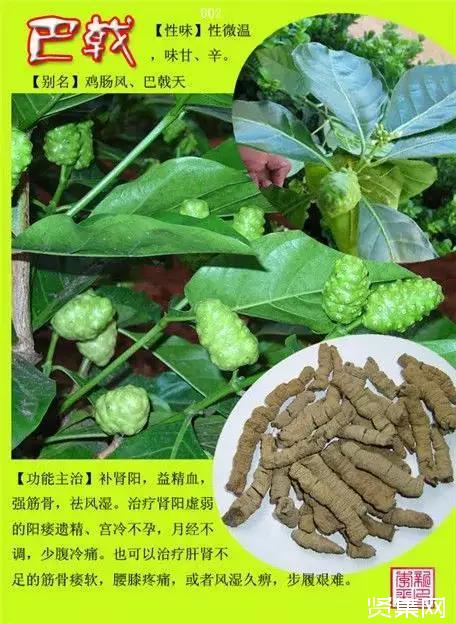 002
巴戟
【性味】性微温
，味甘、辛。
【别名】鸡肠风、巴戟天
【功能主治】补肾阳，益精血，
强筋骨，祛风湿。治疗肾阳虚弱
的阳痿遗精、宫冷不孕，月经不
调，少腹冷痛。也可以治疗肝肾不
足的筋骨痿软，腰膝疼痛，或者风湿久痹，步履艰难。
贤集网